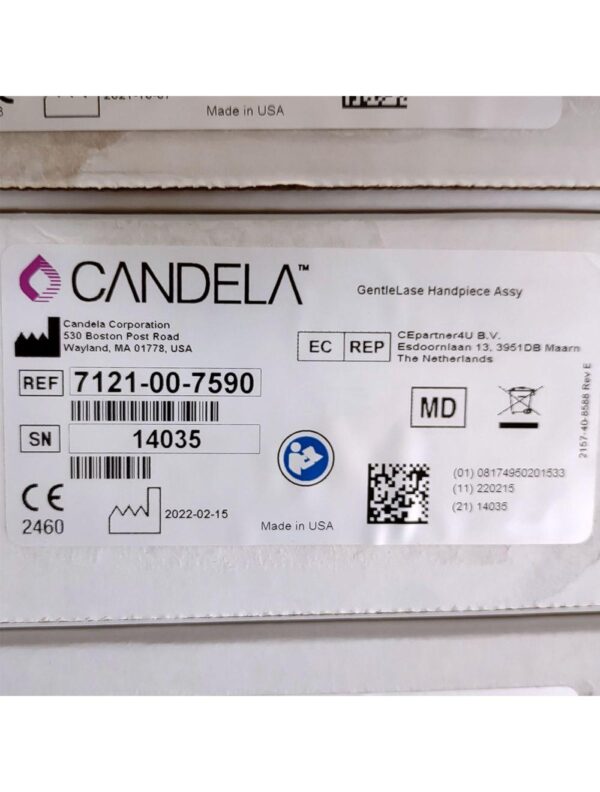 Made in USA
CANDELA™
GentleLase Handpiece Assy
Candela Corporation
530 Boston Post Road
Wayland, MA 01778, USA
EC REP
CEpartner4U B.V.
Esdoornlaan 13, 3951DB Maarn
The Netherlands
REF 7121-00-7590
MD
SN 14035
2157-40-8588 Rev E
(01) 08174950201533
(11) 220215
(21) 14035
CE
2460
2022-02-15
Made in USA